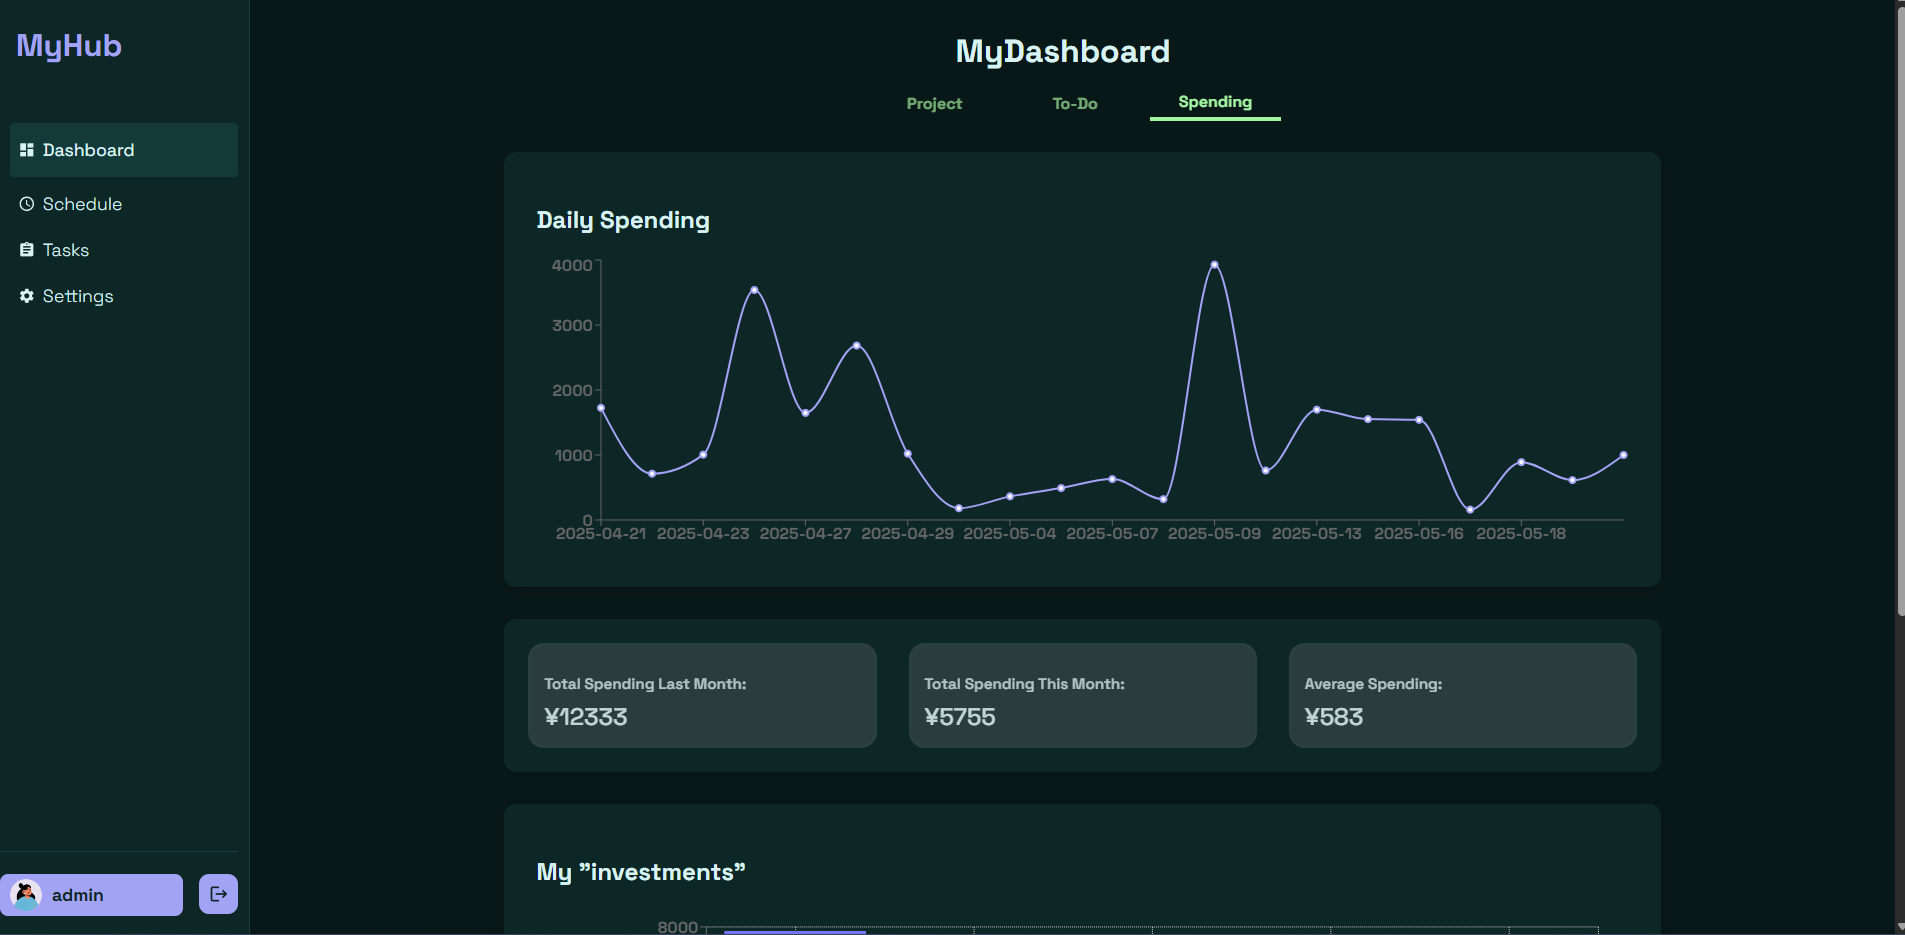 MyHub
Dashboard
Schedule
Tasks
Settings
admin
MyDashboard
Project To-Do Spending
Daily Spending
4000
3000
2000
1000
0
2025-04-21 2025-04-23 2025-04-27 2025-04-29 2025-05-04 2025-05-07 2025-05-09 2025-05-13 2025-05-16 2025-05-18
Total Spending Last Month:
¥12333
Total Spending This Month:
¥5755
Average Spending:
¥583
My ”investments”
8000